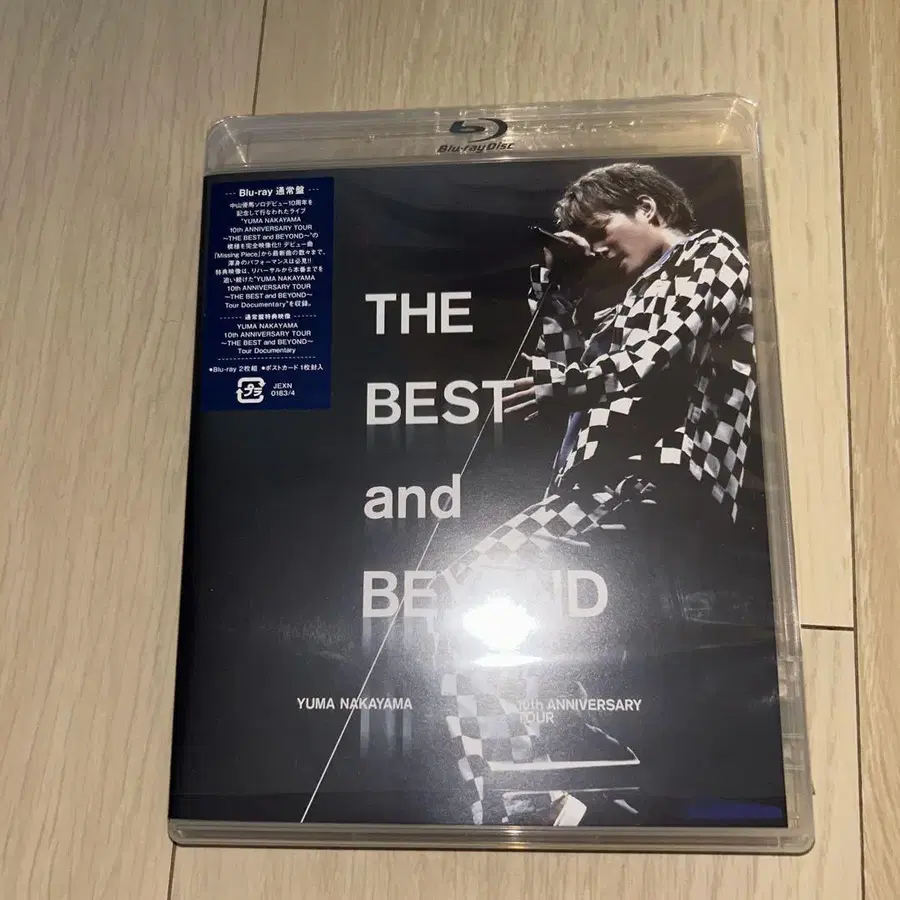 Blu-ray Disc
--- Blu-ray 通常盤 ---
中山優馬ソロデビュー10周年を
記念して行なわれたライブ
"YUMA NAKAYAMA
10th ANNIVERSARY TOUR
～THE BEST and BEYOND～"の
模様を完全映像化!! デビュー曲
「Missing Piece」から最新曲の数々まで、
渾身のパフォーマンスは必見!!
特典映像は、リハーサルから本番までを
追い続けた"YUMA NAKAYAMA
10th ANNIVERSARY TOUR
～THE BEST and BEYOND～
Tour Documentary"を収録。
通常盤特典映像
YUMA NAKAYAMA
10th ANNIVERSARY TOUR
～THE BEST and BEYOND～
Tour Documentary
●Blu-ray 2枚組 ●ポストカード1枚封入
プラ
JEXN
0183/4
THE
BEST
and
BEYOND
YUMA NAKAYAMA
10th ANNIVERSARY
TOUR